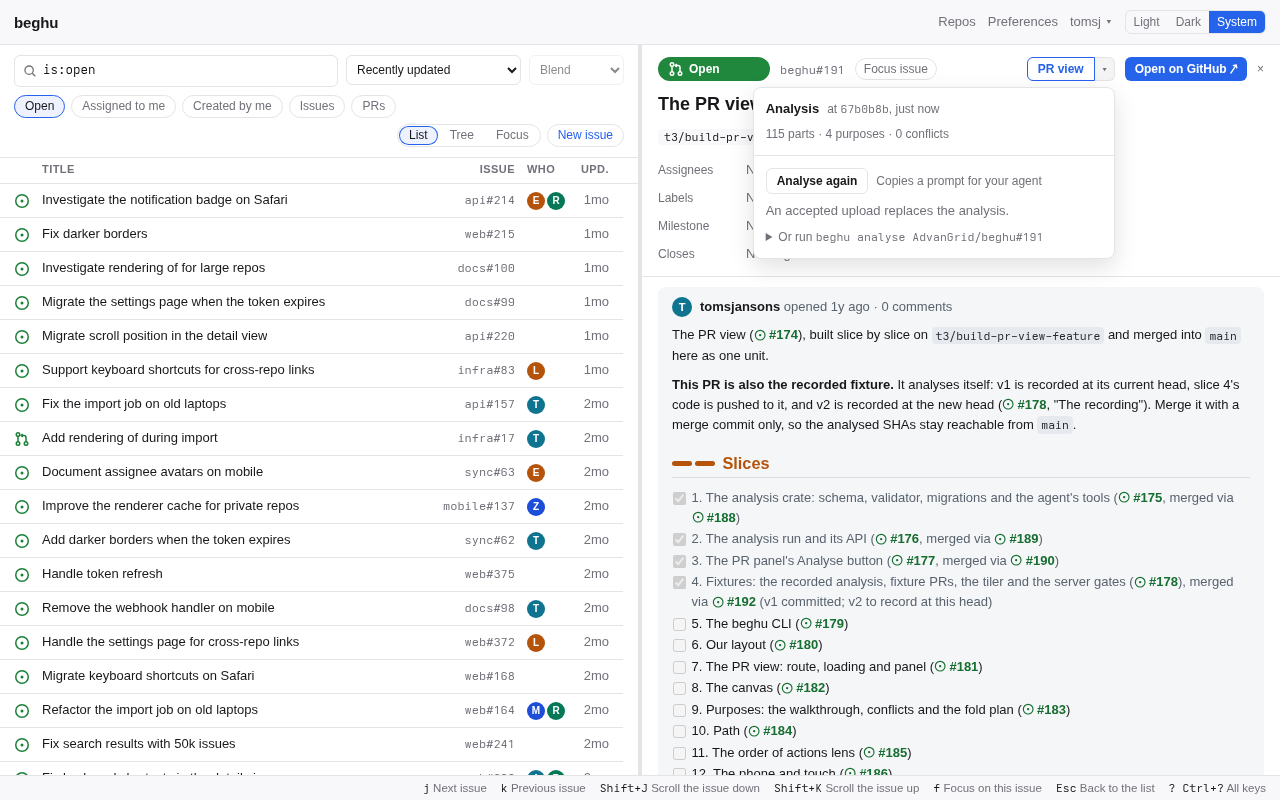 beghu
Repos Preferences tomsj ▾ Light Dark System
is:open
Recently updated
Blend
Open Assigned to me Created by me Issues PRs
List Tree Focus New issue
TITLE ISSUE WHO UPD.
Investigate the notification badge on Safari api#214 E R 1mo
Fix darker borders web#215 1mo
Investigate rendering of for large repos docs#100 1mo
Migrate the settings page when the token expires docs#99 1mo
Migrate scroll position in the detail view api#220 1mo
Support keyboard shortcuts for cross-repo links infra#83 L 1mo
Fix the import job on old laptops api#157 T 2mo
Add rendering of during import infra#17 T 2mo
Document assignee avatars on mobile sync#63 E 2mo
Improve the renderer cache for private repos mobile#137 Z 2mo
Add darker borders when the token expires sync#62 T 2mo
Handle token refresh web#375 2mo
Remove the webhook handler on mobile docs#98 T 2mo
Handle the settings page for cross-repo links web#372 L 2mo
Migrate keyboard shortcuts on Safari web#168 2mo
Refactor the import job on old laptops web#164 M R 2mo
Fix search results with 50k issues web#241 2mo
Open beghu#191 Focus issue PR view ▾ Open on GitHub ↗ ×
The PR view
t3/build-pr-v
Assignees
Labels
Milestone
Closes
Analysis at 67b0b8b, just now
115 parts · 4 purposes · 0 conflicts
Analyse again Copies a prompt for your agent
An accepted upload replaces the analysis.
▶ Or run beghu analyse AdvanGrid/beghu#191
T tomsjansons opened 1y ago · 0 comments
The PR view (#174), built slice by slice on t3/build-pr-view-feature and merged into main
here as one unit.
This PR is also the recorded fixture. It analyses itself: v1 is recorded at its current head, slice 4's
code is pushed to it, and v2 is recorded at the new head (#178, "The recording"). Merge it with a
merge commit only, so the analysed SHAs stay reachable from main.
Slices
1. The analysis crate: schema, validator, migrations and the agent's tools (#175, merged via
#188)
2. The analysis run and its API (#176, merged via #189)
3. The PR panel's Analyse button (#177, merged via #190)
4. Fixtures: the recorded analysis, fixture PRs, the tiler and the server gates (#178), merged
via #192 (v1 committed; v2 to record at this head)
5. The beghu CLI (#179)
6. Our layout (#180)
7. The PR view: route, loading and panel (#181)
8. The canvas (#182)
9. Purposes: the walkthrough, conflicts and the fold plan (#183)
10. Path (#184)
11. The order of actions lens (#185)
12. The phone and touch (#186)
j Next issue k Previous issue Shift+J Scroll the issue down Shift+K Scroll the issue up f Focus on this issue Esc Back to the list ? Ctrl+? All keys